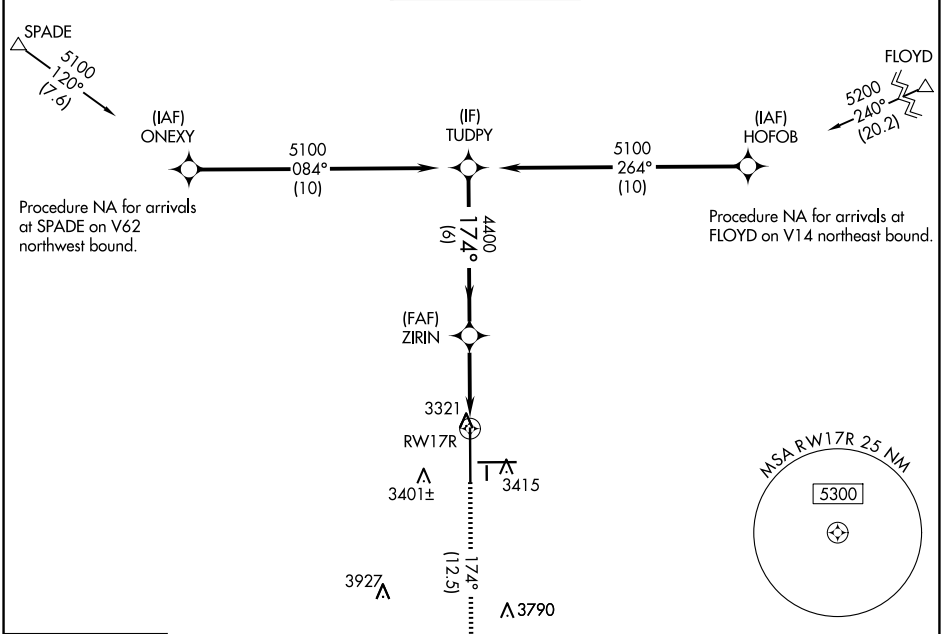 SPADE
5100
120°
(7.6)
(IAF)
ONEXY
5100
084°
(10)
(IF)
TUDPY
5100
264°
(10)
(IAF)
HOFOB
FLOYD
5200
240°
(20.2)
Procedure NA for arrivals
at SPADE on V62
northwest bound.
Procedure NA for arrivals at
FLOYD on V14 northeast bound.
4400
174°
(6)
(FAF)
ZIRIN
3321
RW17R
3401±
3415
174°
(12.5)
3927
3790
MSA RW17R 25 NM
5300